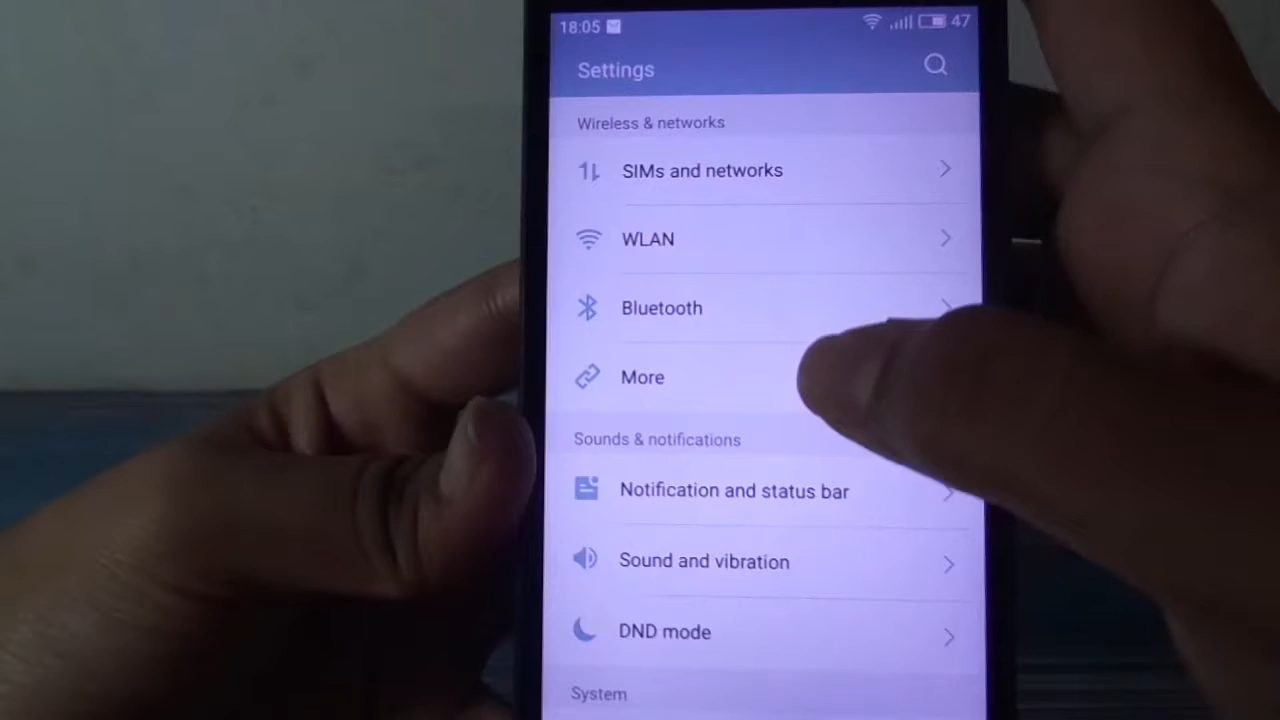 18:05 47
Settings
Wireless & networks
SIMs and networks
WLAN
Bluetooth
More
Sounds & notifications
Notification and status bar
Sound and vibration
DND mode
System